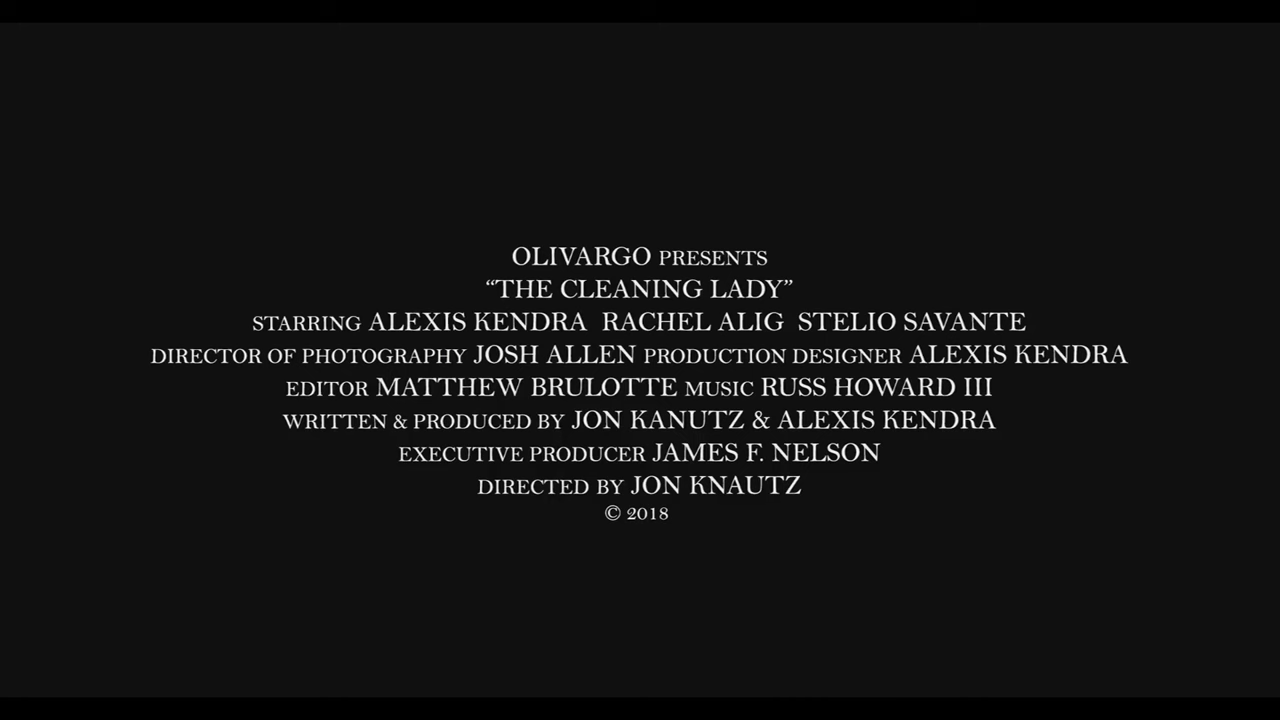 OLIVARGO PRESENTS
“THE CLEANING LADY”
STARRING ALEXIS KENDRA RACHEL ALIG STELIO SAVANTE
DIRECTOR OF PHOTOGRAPHY JOSH ALLEN PRODUCTION DESIGNER ALEXIS KENDRA
EDITOR MATTHEW BRULOTTE MUSIC RUSS HOWARD III
WRITTEN & PRODUCED BY JON KANUTZ & ALEXIS KENDRA
EXECUTIVE PRODUCER JAMES F. NELSON
DIRECTED BY JON KNAUTZ
© 2018